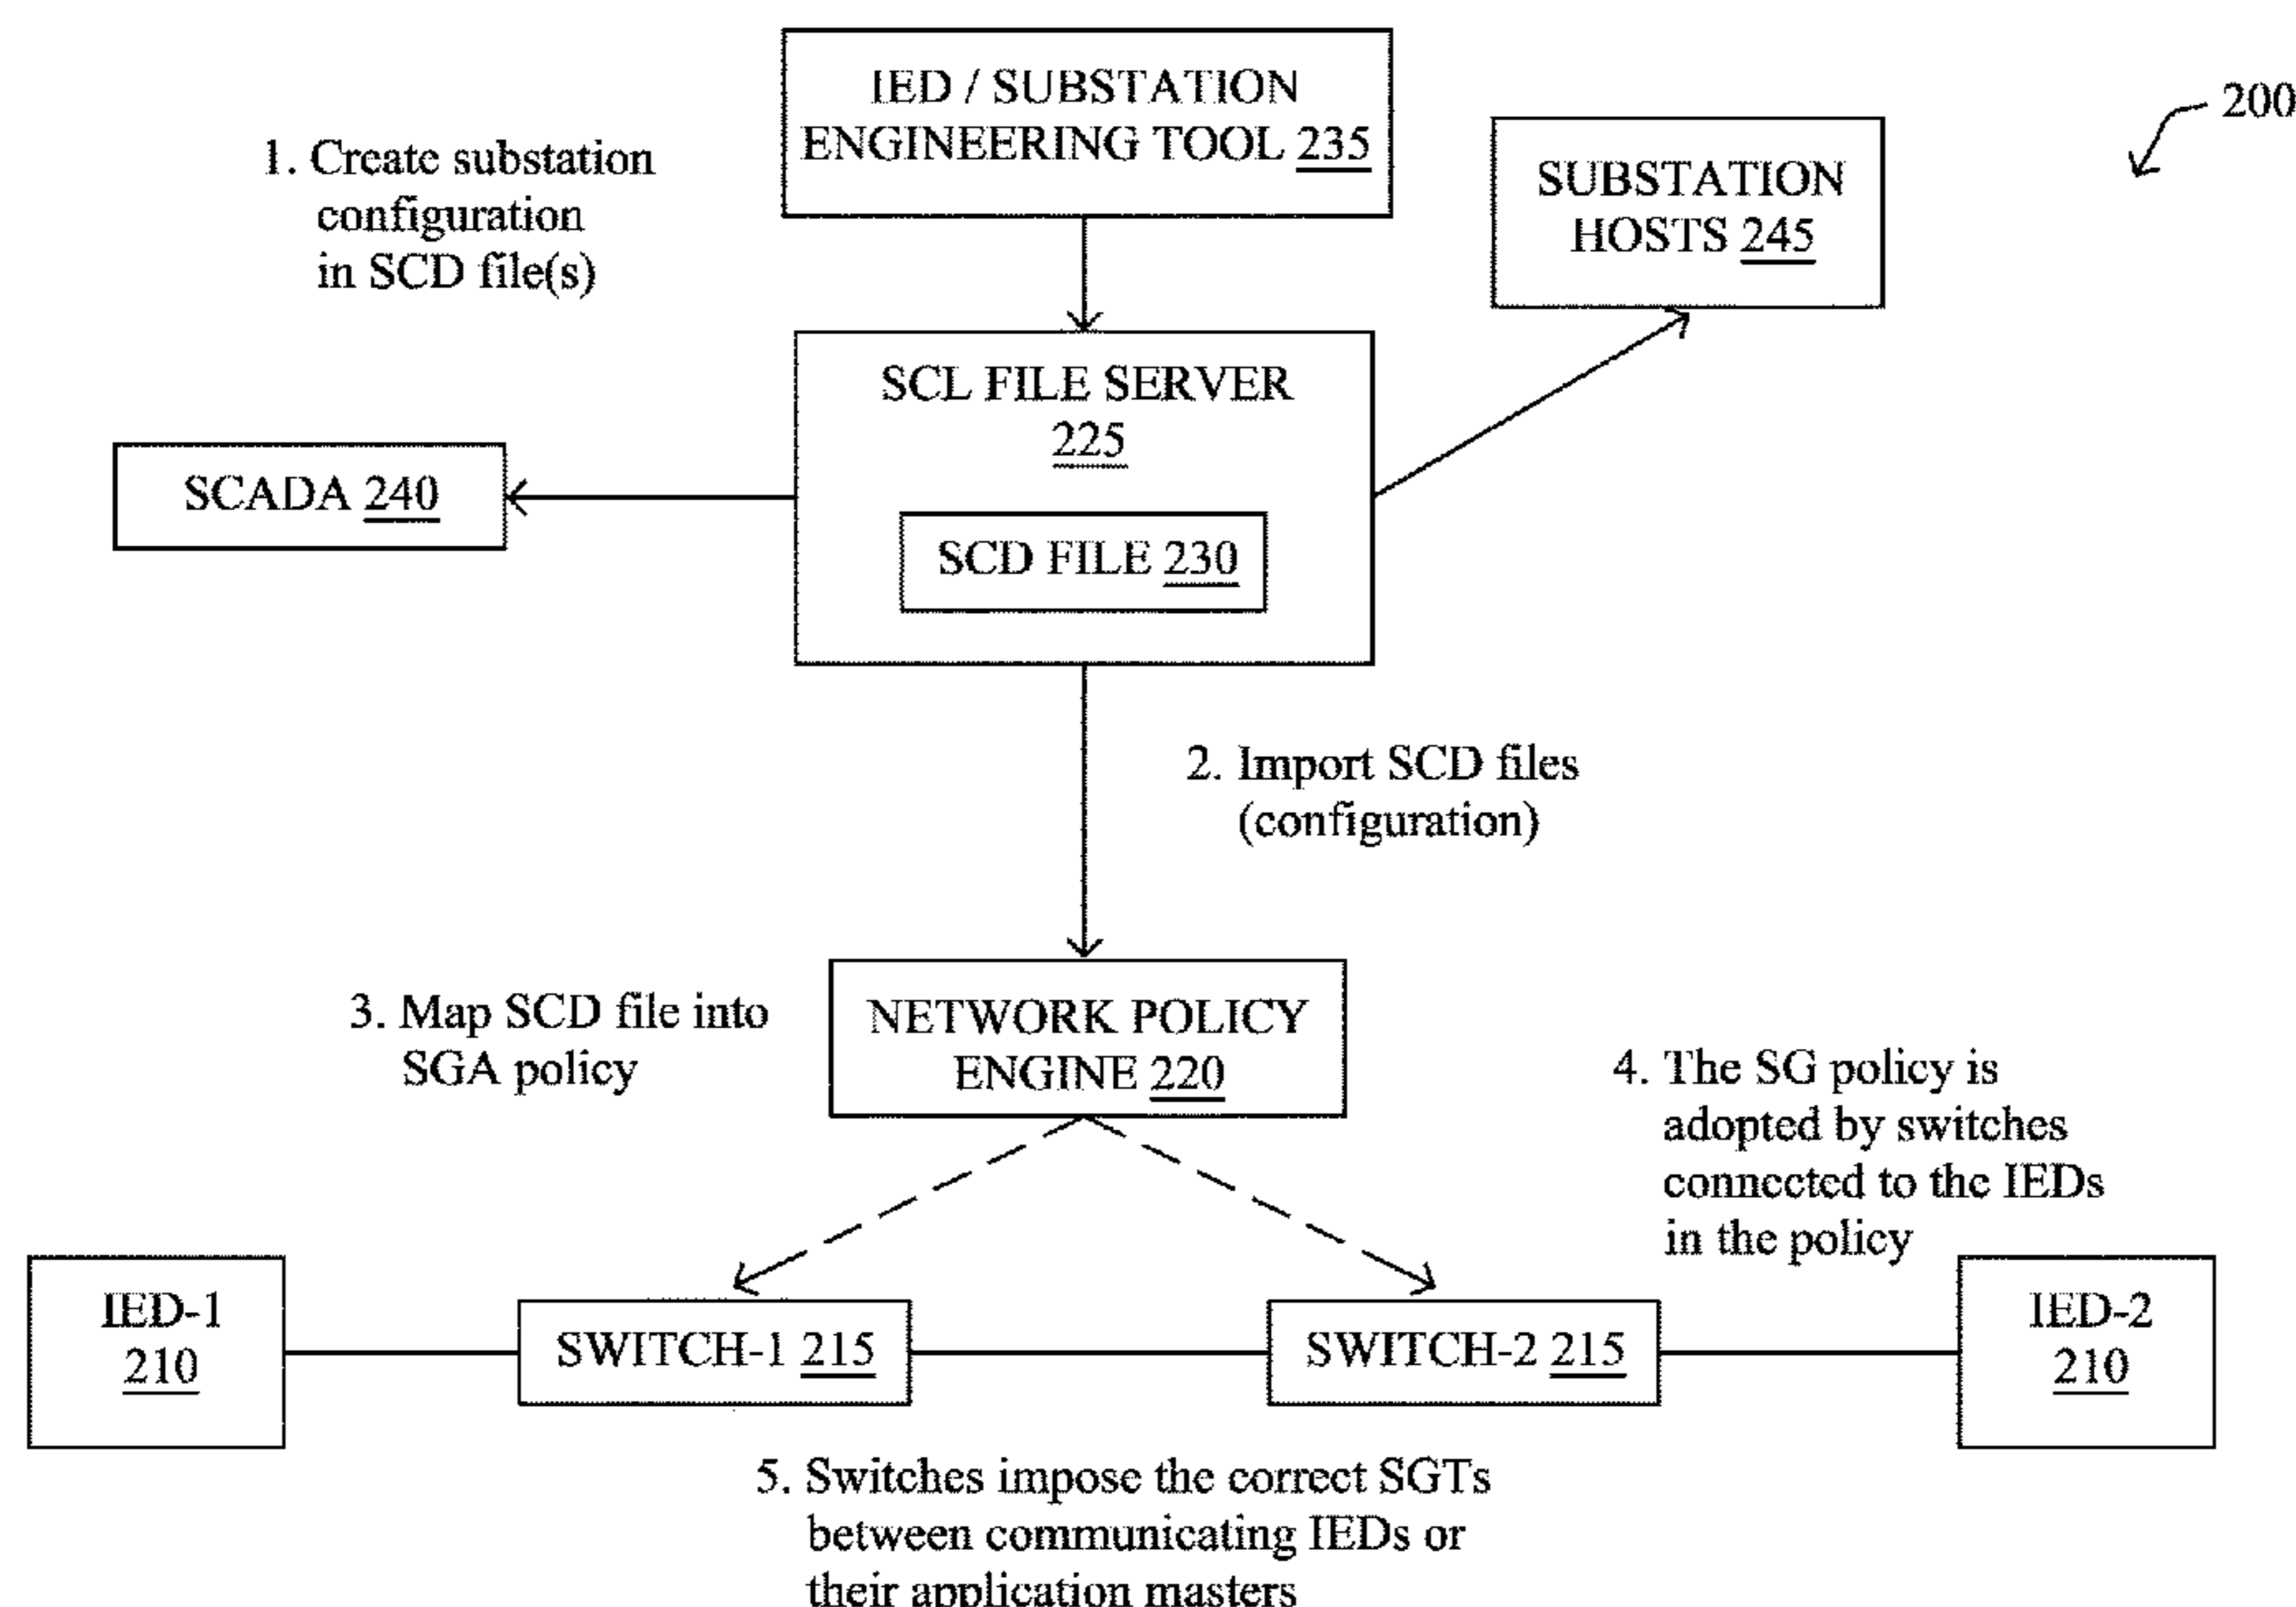 IED / SUBSTATION
ENGINEERING TOOL 235
200
1. Create substation
configuration
in SCD file(s)
SUBSTATION
HOSTS 245
SCL FILE SERVER
225
SCADA 240
SCD FILE 230
2. Import SCD files
(configuration)
3. Map SCD file into
SGA policy
NETWORK POLICY
ENGINE 220
4. The SG policy is
adopted by switches
connected to the IEDs
in the policy
IED-1
210
SWITCH-1 215
SWITCH-2 215
IED-2
210
5. Switches impose the correct SGTs
between communicating IEDs or
their application masters